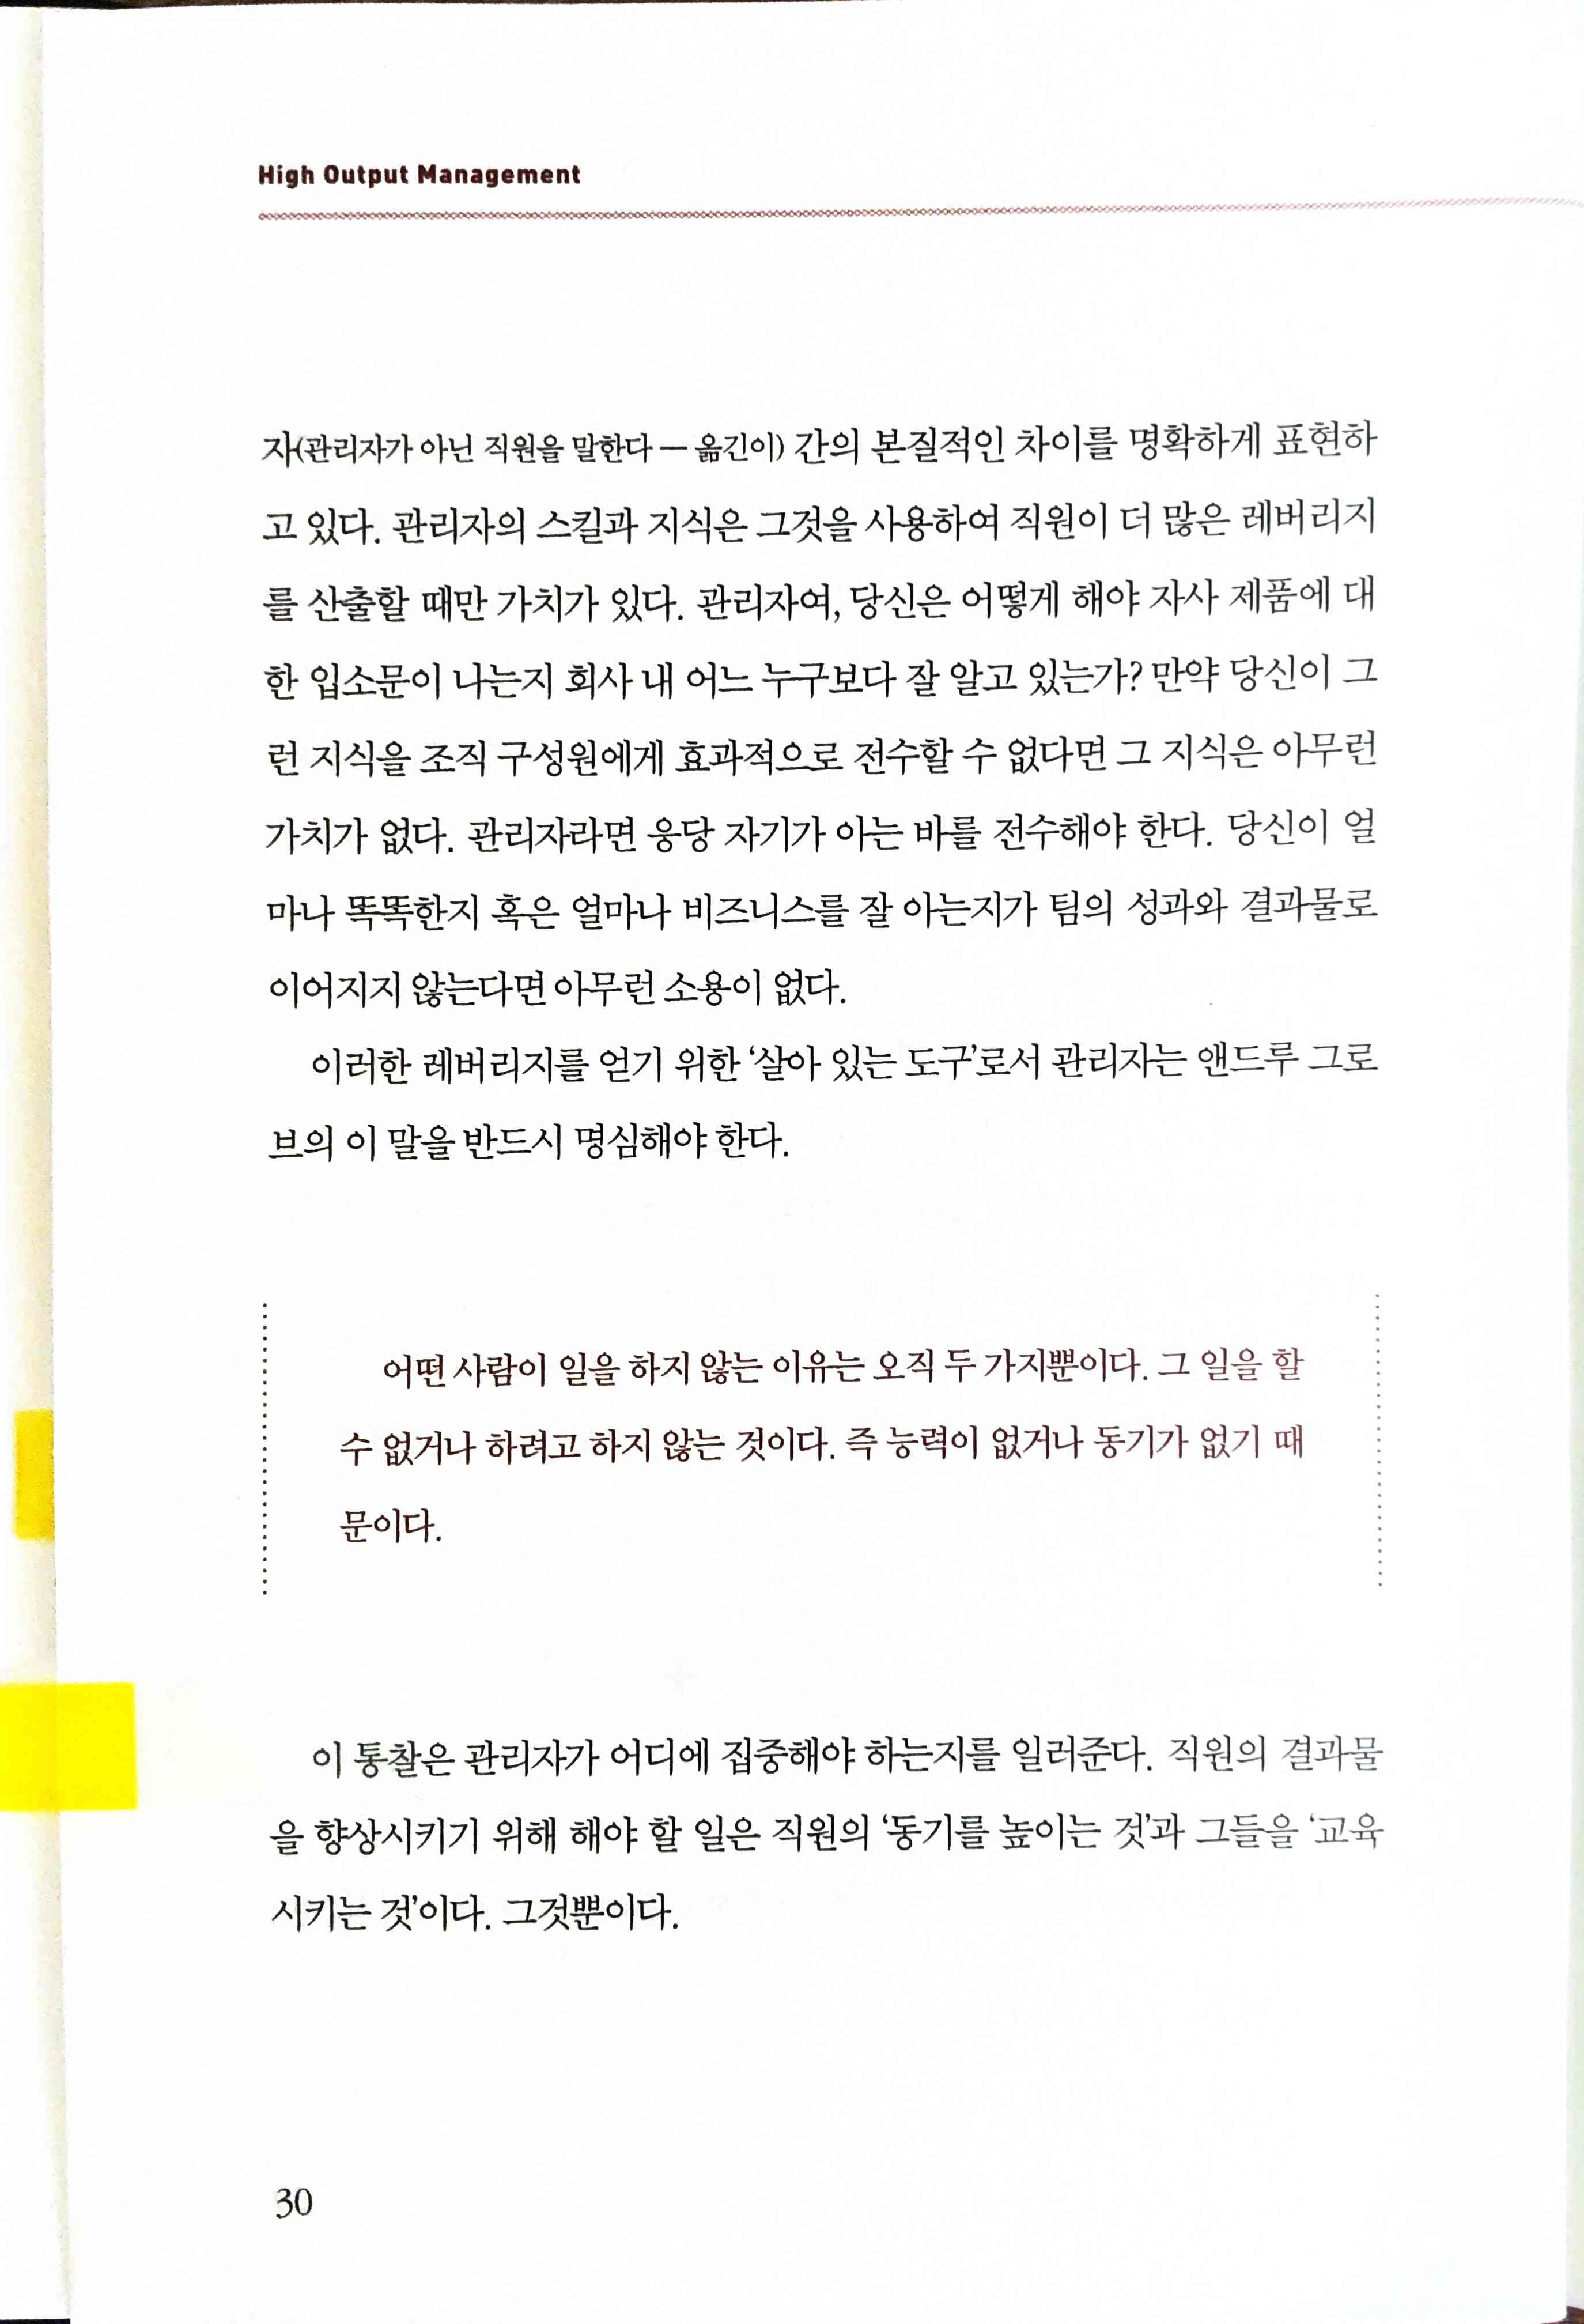 High Output Management
자(관리자가 아닌 직원을 말한다 — 옮긴이) 간의 본질적인 차이를 명확하게 표현하
고 있다. 관리자의 스킬과 지식은 그것을 사용하여 직원이 더 많은 레버리지
를 산출할 때만 가치가 있다. 관리자여, 당신은 어떻게 해야 자사 제품에 대
한 입소문이 나는지 회사 내 어느 누구보다 잘 알고 있는가? 만약 당신이 그
런 지식을 조직 구성원에게 효과적으로 전수할 수 없다면 그 지식은 아무런
가치가 없다. 관리자라면 응당 자기가 아는 바를 전수해야 한다. 당신이 얼
마나 똑똑한지 혹은 얼마나 비즈니스를 잘 아는지가 팀의 성과와 결과물로
이어지지 않는다면 아무런 소용이 없다.
이러한 레버리지를 얻기 위한 ‘살아 있는 도구’로서 관리자는 앤드루 그로
브의 이 말을 반드시 명심해야 한다.
어떤 사람이 일을 하지 않는 이유는 오직 두 가지뿐이다. 그 일을 할
수 없거나 하려고 하지 않는 것이다. 즉 능력이 없거나 동기가 없기 때
문이다.
이 통찰은 관리자가 어디에 집중해야 하는지를 일러준다. 직원의 결과물
을 향상시키기 위해 해야 할 일은 직원의 ‘동기를 높이는 것’과 그들을 ‘교육
시키는 것’이다. 그것뿐이다.
30